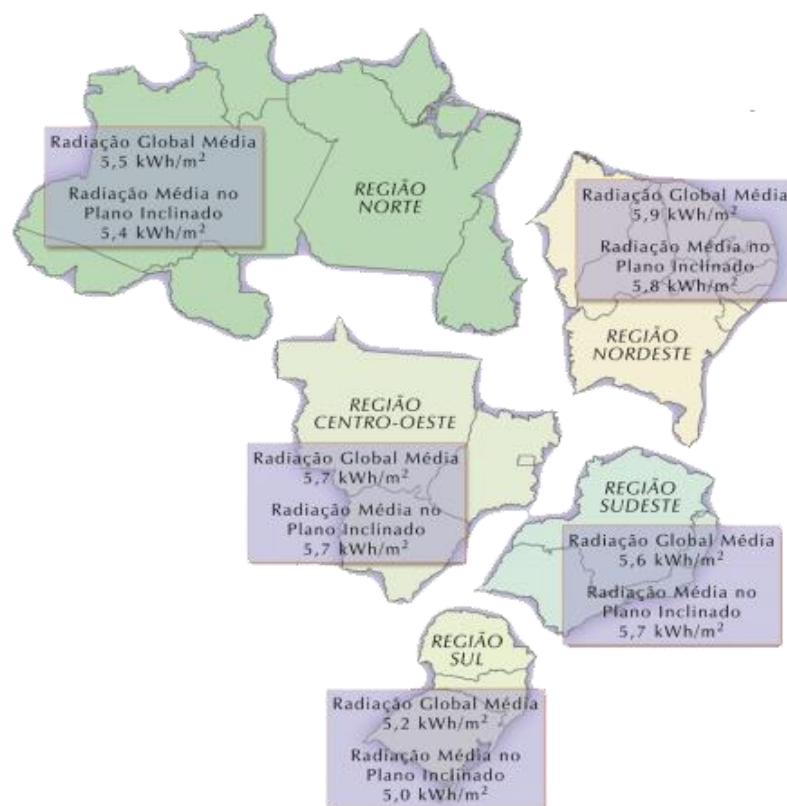 Radiação Global Média
5,5 kWh/m²
Radiação Média no
Plano Inclinado
5,4 kWh/m²
REGIÃO
NORTE
Radiação Global Média
5,9 kWh/m²
Radiação Média no
Plano Inclinado
5,8 kWh/m²
REGIÃO
NORDESTE
REGIÃO
CENTRO-OESTE
Radiação Global Média
5,7 kWh/m²
Radiação Média no
Plano Inclinado
5,7 kWh/m²
REGIÃO
SUDESTE
Radiação Global Média
5,6 kWh/m²
Radiação Média no
Plano Inclinado
5,7 kWh/m²
REGIÃO
SUL
Radiação Global Média
5,2 kWh/m²
Radiação Média no
Plano Inclinado
5,0 kWh/m²